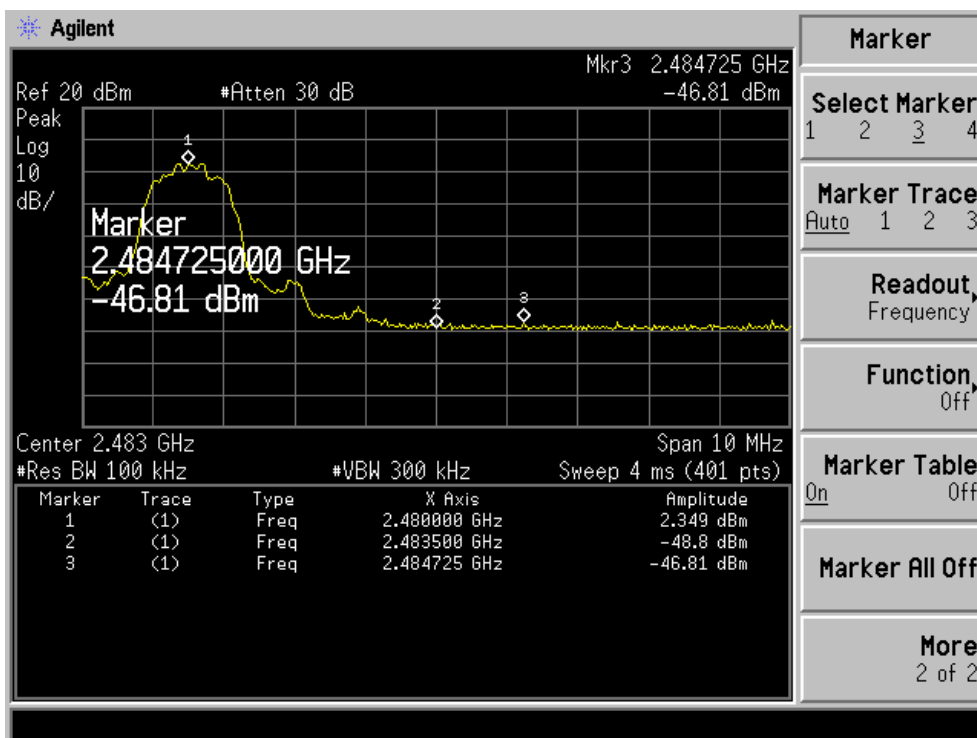 Agilent
Mkr3 2.484725 GHz
Ref 20 dBm #Atten 30 dB -46.81 dBm
Peak
Log
10
dB/
1
Marker
2.484725000 GHz
-46.81 dBm
2
3
Center 2.483 GHz Span 10 MHz
#Res BW 100 kHz #VBW 300 kHz Sweep 4 ms (401 pts)
Marker Trace Type X Axis Amplitude
1 (1) Freq 2.480000 GHz 2.349 dBm
2 (1) Freq 2.483500 GHz -48.8 dBm
3 (1) Freq 2.484725 GHz -46.81 dBm
Marker
Select Marker
1 2 3 4
Marker Trace
Auto 1 2 3
Readout
Frequency
Function
Off
Marker Table
On Off
Marker All Off
More
2 of 2